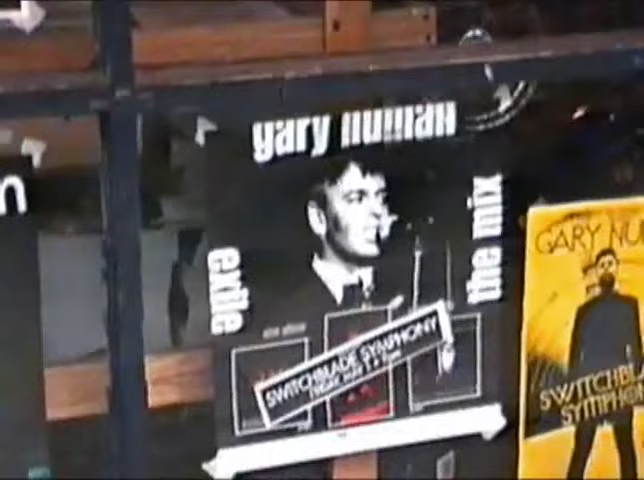 gary numan
exile
the mix
SWITCHBLADE SYMPHONY
n
GARY NU
SWITCHBLA
SYMPHON